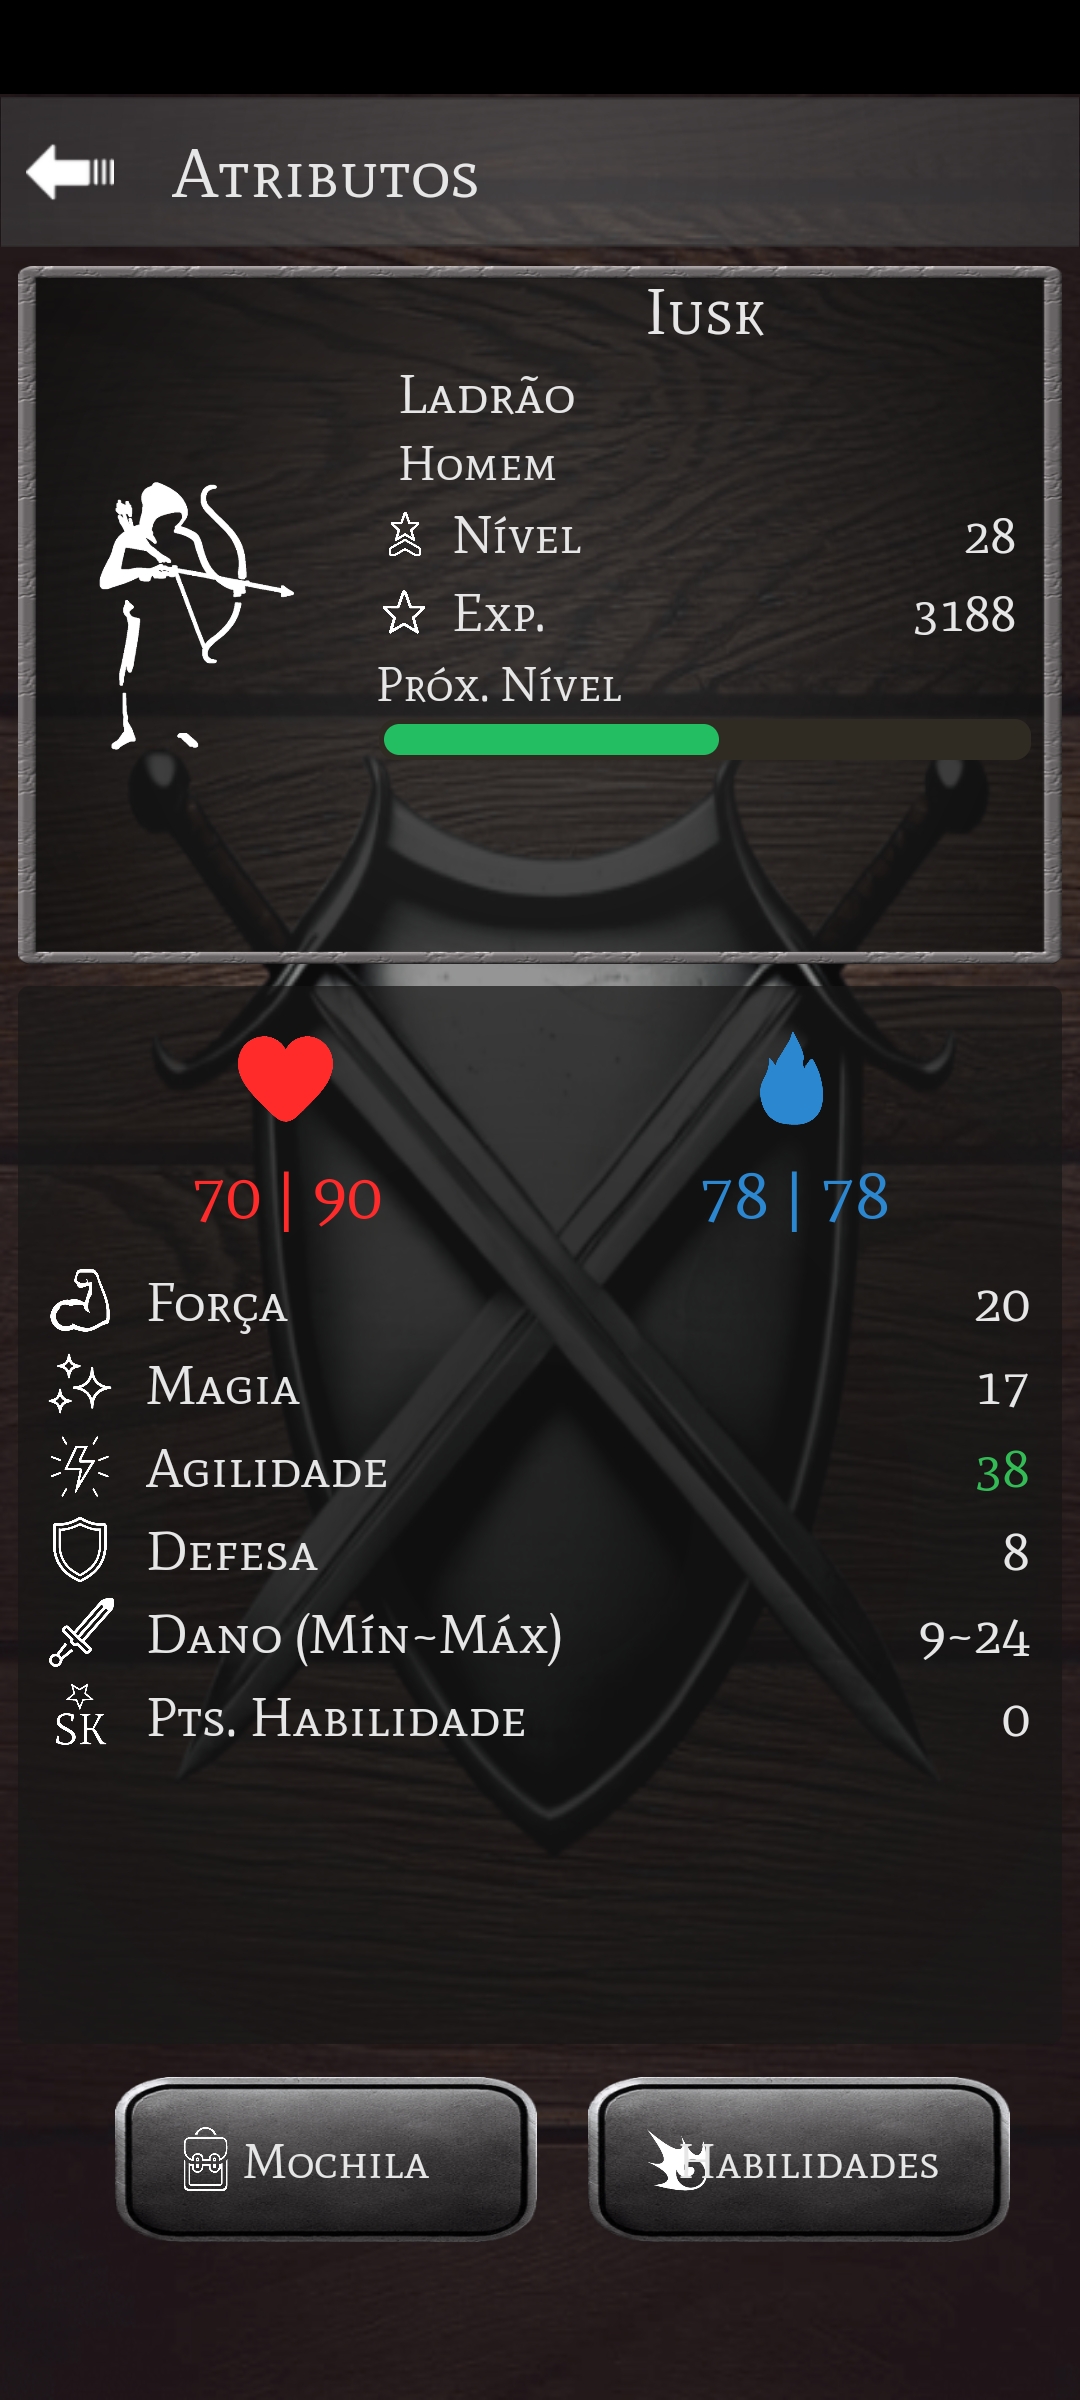 Atributos
Iusk
Ladrão
Homem
Nível 28
Exp. 3188
Próx. Nível
70 | 90 78 | 78
Força 20
Magia 17
Agilidade 38
Defesa 8
Dano (Mín~Máx) 9~24
SK Pts. Habilidade 0
Mochila Habilidades